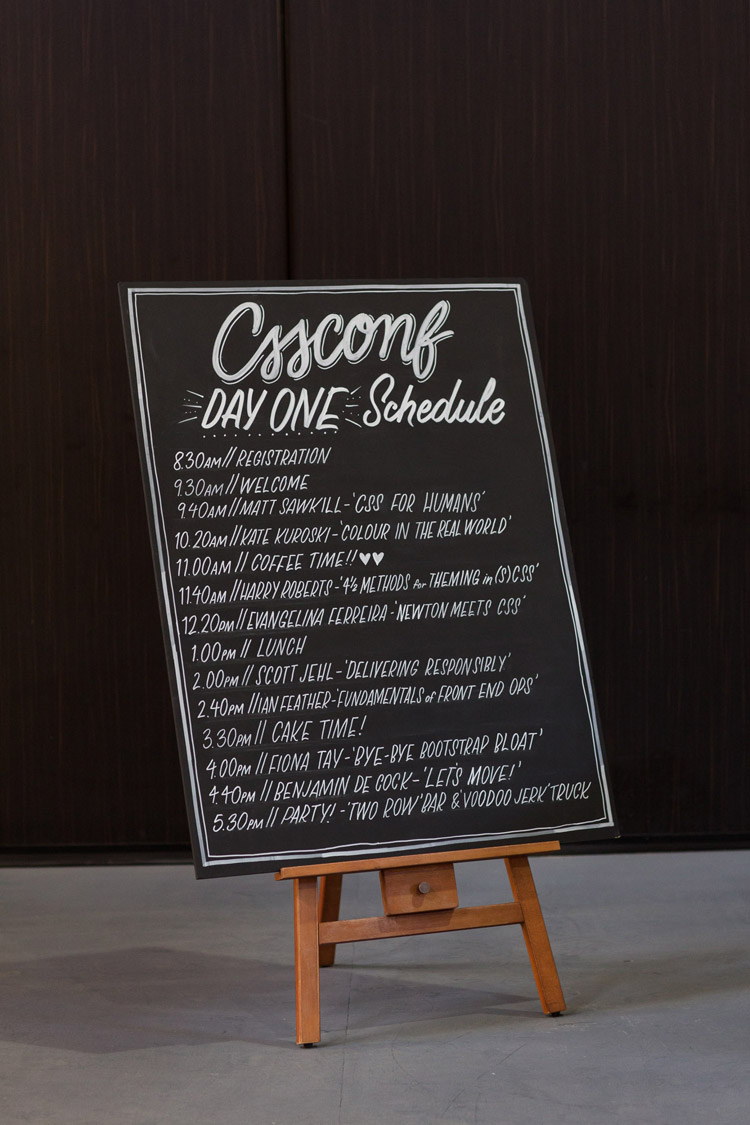 Cssconf
DAY ONE Schedule
8.30AM // REGISTRATION
9.30AM // WELCOME
9.40AM // MATT SAWKILL - 'CSS FOR HUMANS'
10.20AM // KATE KUROSKI - 'COLOUR IN THE REAL WORLD'
11.00AM // COFFEE TIME!! ♥♥
11.40AM // HARRY ROBERTS - '4½ METHODS for THEMING in (S)CSS'
12.20PM // EVANGELINA FERREIRA - 'NEWTON MEETS CSS'
1.00PM // LUNCH
2.00PM // SCOTT JEHL - 'DELIVERING RESPONSIBLY'
2.40PM // IAN FEATHER - 'FUNDAMENTALS of FRONT END OPS'
3.30PM // CAKE TIME!
4.00PM // FIONA TAY - 'BYE-BYE BOOTSTRAP BLOAT'
4.40PM // BENJAMIN DE COCK - 'LET'S MOVE!'
5.30PM // PARTY! - 'TWO ROW' BAR & 'VOODOO JERK' TRUCK